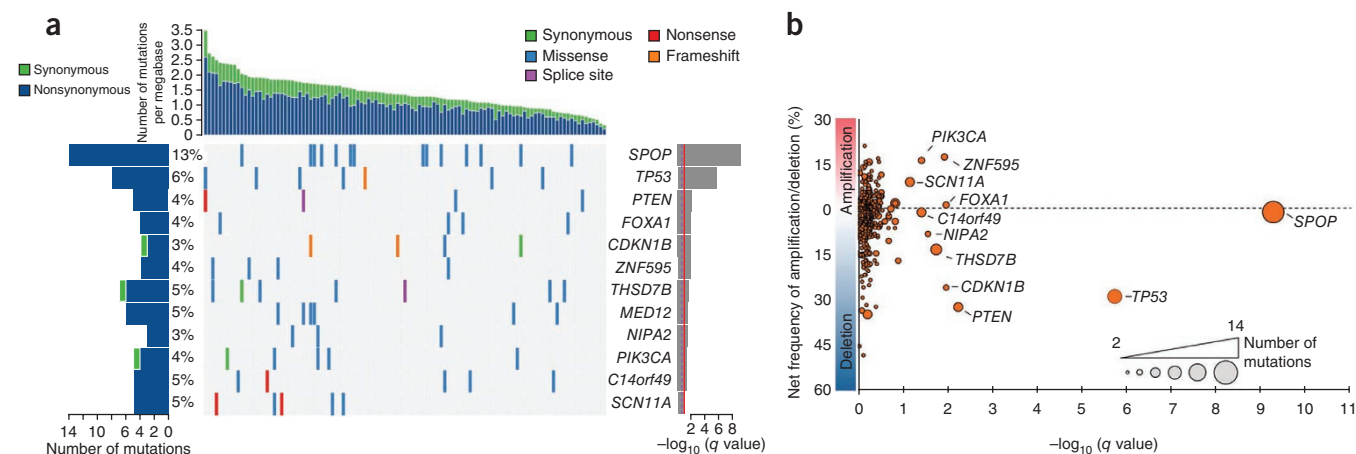 a
Number of mutations
per megabase
3.5
3.0
2.5
2.0
1.5
1.0
0.5
0
Synonymous
Nonsynonymous
Synonymous
Nonsense
Missense
Frameshift
Splice site
13%
SPOP
6%
TP53
4%
PTEN
4%
FOXA1
3%
CDKN1B
4%
ZNF595
5%
THSD7B
5%
MED12
3%
NIPA2
4%
PIK3CA
5%
C14orf49
5%
SCN11A
14 10 6 2 0
Number of mutations
2 4 6 8
–log10 (q value)
b
Net frequency of amplification/deletion (%)
30
15
0
15
30
45
60
Amplification
Deletion
PIK3CA
ZNF595
SCN11A
FOXA1
C14orf49
NIPA2
THSD7B
CDKN1B
PTEN
TP53
SPOP
2
14
Number of
mutations
0 1 2 3 4 5 6 7 8 9 10 11
–log10 (q value)